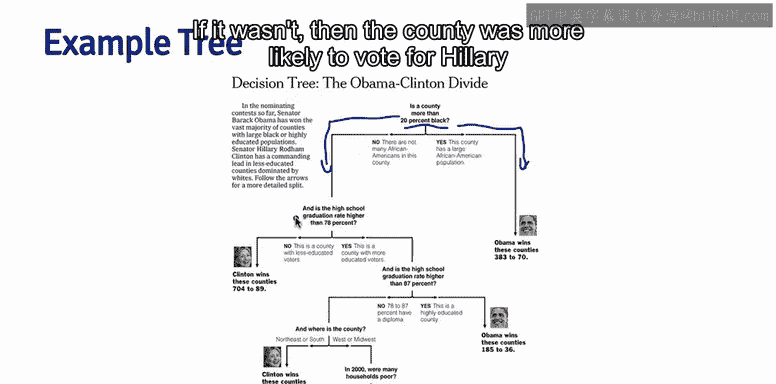 If it wasn't, then the county was more
likely to vote for Hillary
Example Tree
Decision Tree: The Obama-Clinton Divide
In the nominating
contests so far, Senator
Barack Obama has won the
vast majority of counties
with large black or highly
educated populations.
Senator Hillary Rodham
Clinton has a commanding
lead in less-educated
counties dominated by
whites. Follow the arrows
for a more detailed split.
Is a county
more than
20 percent black?
NO There are not
many African-
Americans in this
county.
YES This county
has a large
African-American
population.
And is the high school
graduation rate higher
than 78 percent?
Obama wins
these counties
383 to 70.
NO This is a county
with less-educated
voters.
YES This is a
county with more
educated voters.
Clinton wins
these counties
704 to 89.
And is the high school
graduation rate higher
than 87 percent?
NO 78 to 87
percent have
a diploma.
YES This is a
highly educated
county.
Obama wins
these counties
185 to 36.
And where is the county?
Northeast or South
West or Midwest
Clinton wins
these counties
In 2000, were many
households poor?